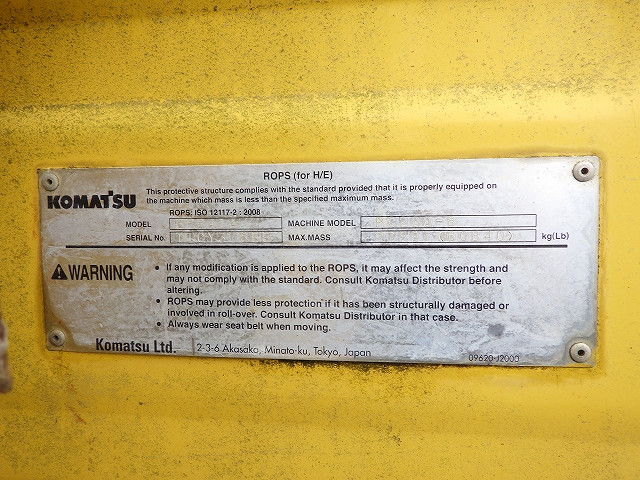 ROPS (for H/E)
KOMATSU
This protective structure complies with the standard provided that it is properly equipped on
the machine which mass is less than the specified maximum mass.
ROPS: ISO 12117-2 : 2008
MODEL
MACHINE MODEL
SERIAL No.
MAX.MASS
kg(Lb)
WARNING
• If any modification is applied to the ROPS, it may affect the strength and
may not comply with the standard. Consult Komatsu Distributor before
altering.
• ROPS may provide less protection if it has been structurally damaged or
involved in roll-over. Consult Komatsu Distributor in that case.
• Always wear seat belt when moving.
Komatsu Ltd.
2-3-6 Akasako, Minato-ku, Tokyo, Japan
09620-J2000